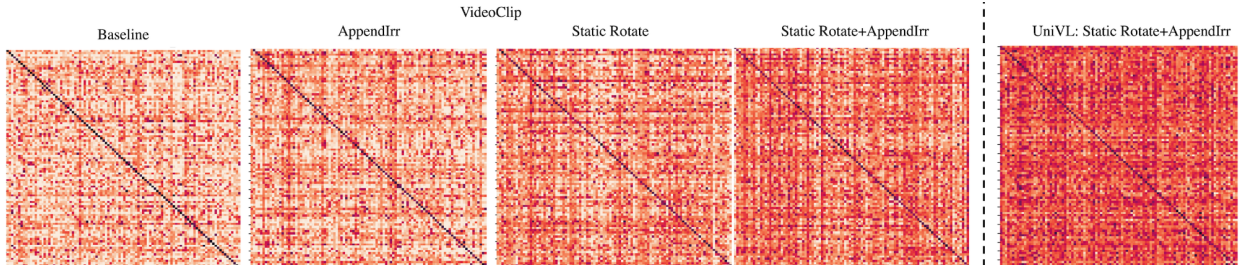 VideoClip
Baseline
AppendIrr
Static Rotate
Static Rotate+AppendIrr
UniVL: Static Rotate+AppendIrr